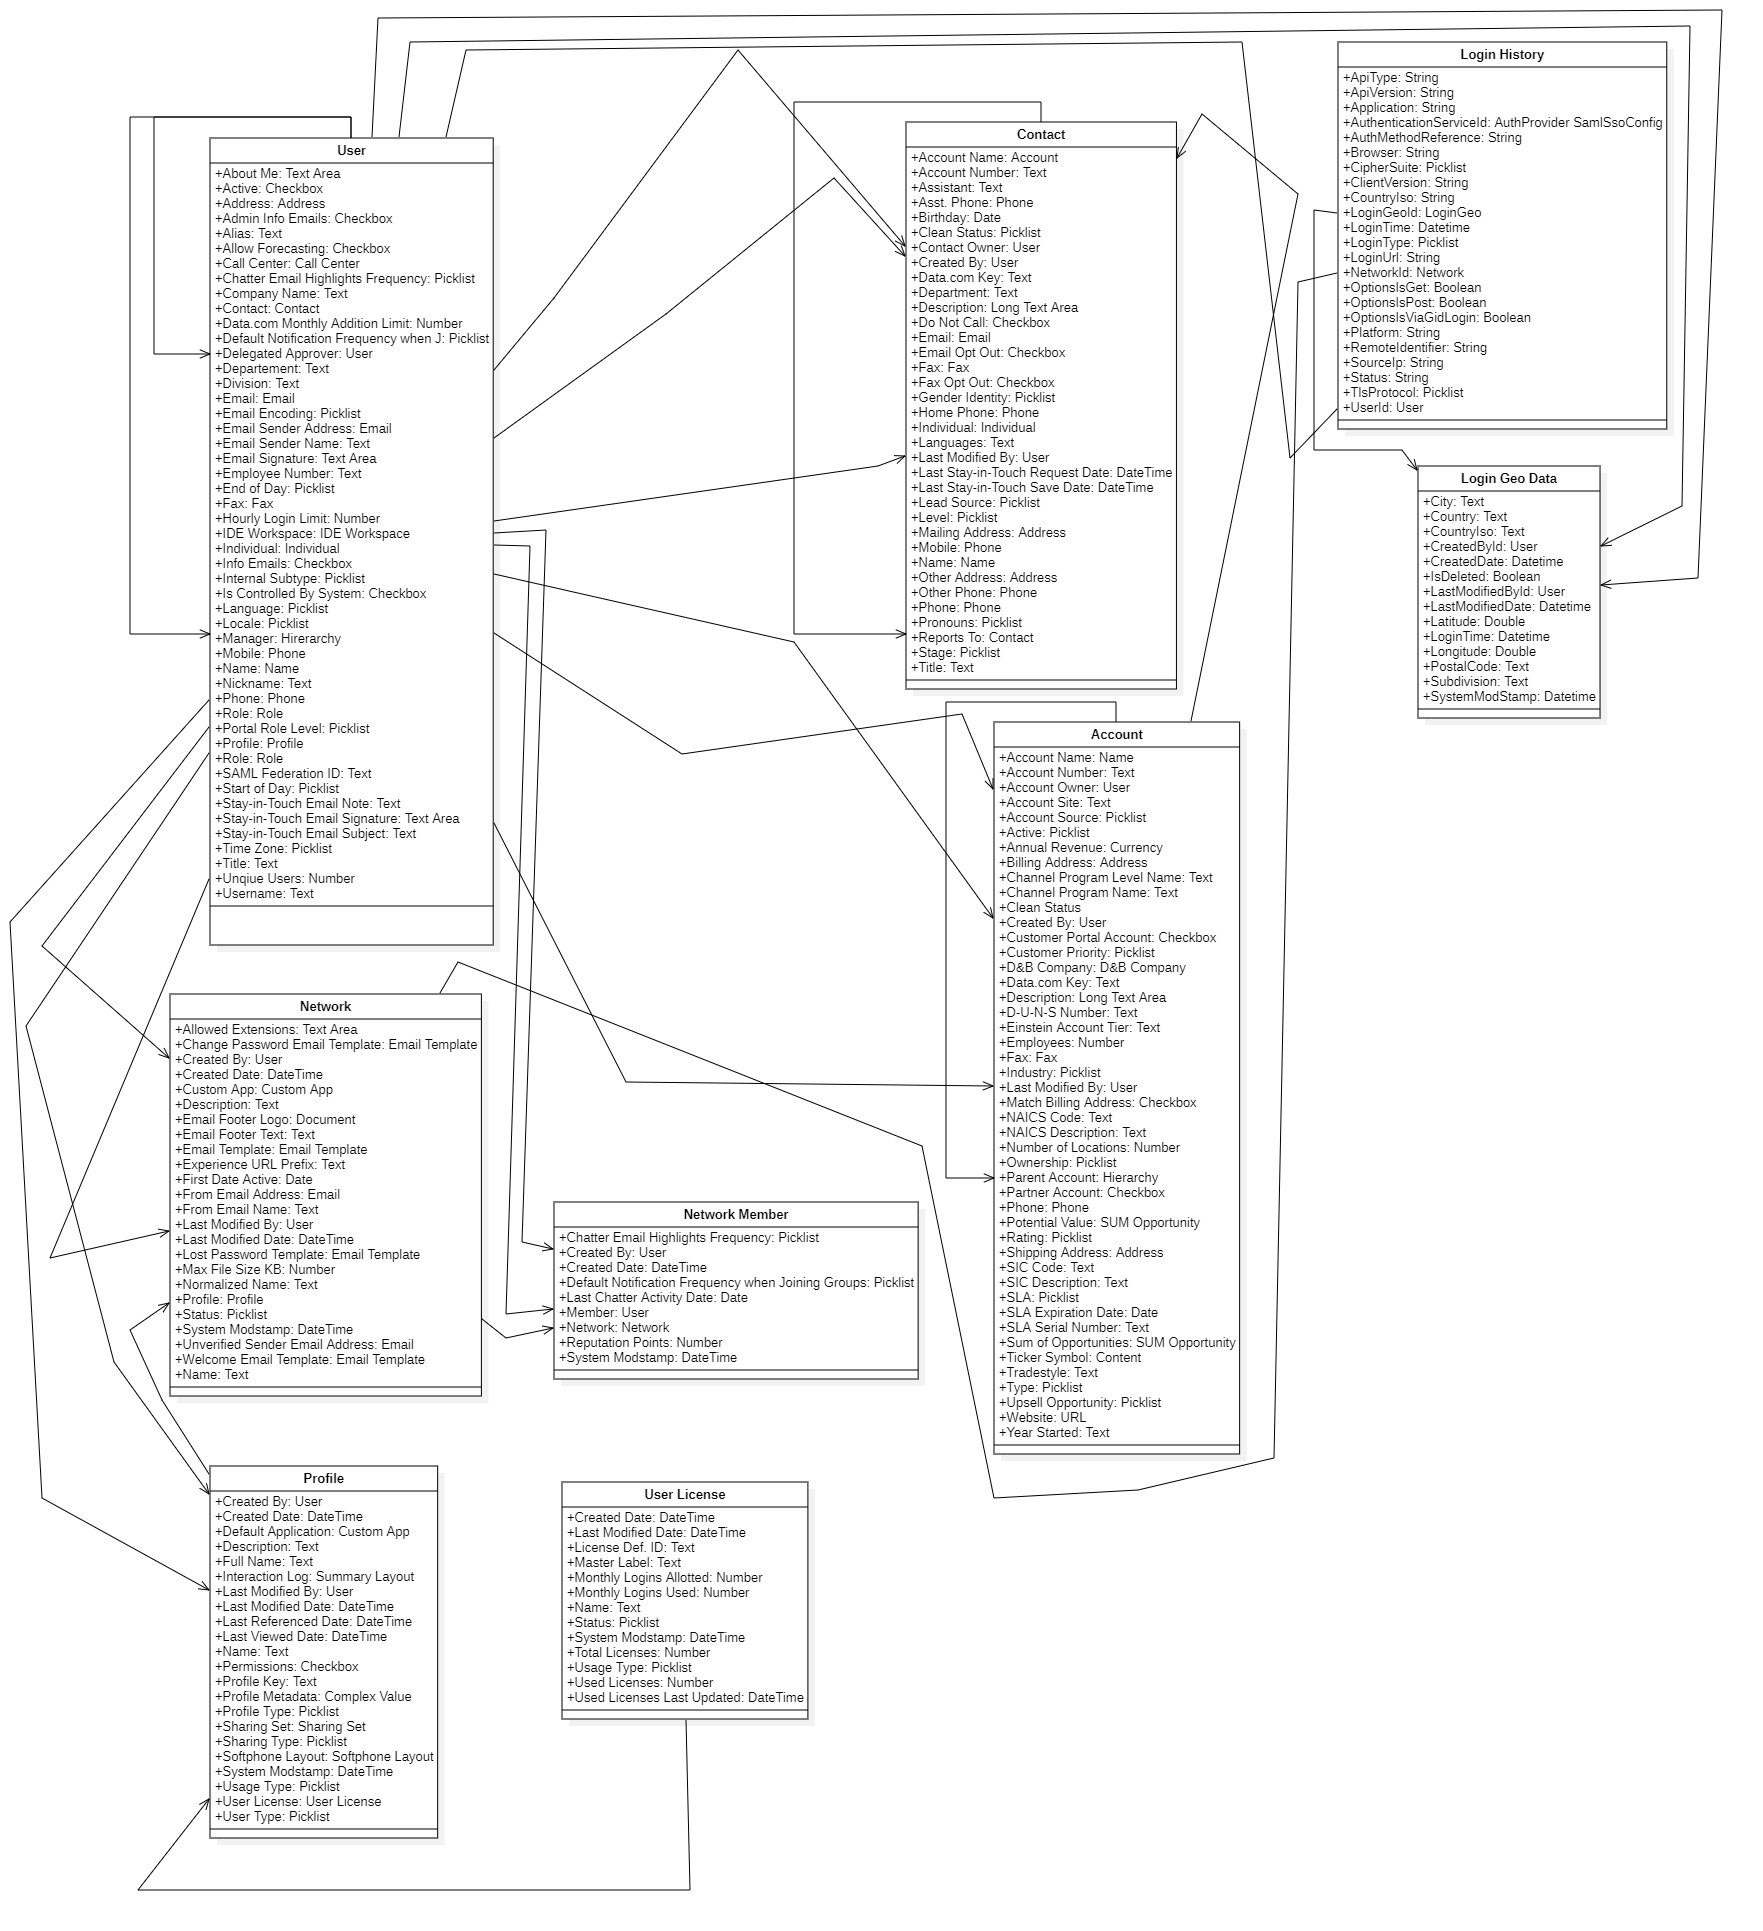 User
+About Me: Text Area
+Active: Checkbox
+Address: Address
+Admin Info Emails: Checkbox
+Alias: Text
+Allow Forecasting: Checkbox
+Call Center: Call Center
+Chatter Email Highlights Frequency: Picklist
+Company Name: Text
+Contact: Contact
+Data.com Monthly Addition Limit: Number
+Default Notification Frequency when J: Picklist
+Delegated Approver: User
+Departement: Text
+Division: Text
+Email: Email
+Email Encoding: Picklist
+Email Sender Address: Email
+Email Sender Name: Text
+Email Signature: Text Area
+Employee Number: Text
+End of Day: Picklist
+Fax: Fax
+Hourly Login Limit: Number
+IDE Workspace: IDE Workspace
+Individual: Individual
+Info Emails: Checkbox
+Internal Subtype: Picklist
+Is Controlled By System: Checkbox
+Language: Picklist
+Locale: Picklist
+Manager: Hirerarchy
+Mobile: Phone
+Name: Name
+Nickname: Text
+Phone: Phone
+Role: Role
+Portal Role Level: Picklist
+Profile: Profile
+Role: Role
+SAML Federation ID: Text
+Start of Day: Picklist
+Stay-in-Touch Email Note: Text
+Stay-in-Touch Email Signature: Text Area
+Stay-in-Touch Email Subject: Text
+Time Zone: Picklist
+Title: Text
+Unqiue Users: Number
+Username: Text
Contact
+Account Name: Account
+Account Number: Text
+Assistant: Text
+Asst. Phone: Phone
+Birthday: Date
+Clean Status: Picklist
+Contact Owner: User
+Created By: User
+Data.com Key: Text
+Department: Text
+Description: Long Text Area
+Do Not Call: Checkbox
+Email: Email
+Email Opt Out: Checkbox
+Fax: Fax
+Fax Opt Out: Checkbox
+Gender Identity: Picklist
+Home Phone: Phone
+Individual: Individual
+Languages: Text
+Last Modified By: User
+Last Stay-in-Touch Request Date: DateTime
+Last Stay-in-Touch Save Date: DateTime
+Lead Source: Picklist
+Level: Picklist
+Mailing Address: Address
+Mobile: Phone
+Name: Name
+Other Address: Address
+Other Phone: Phone
+Phone: Phone
+Pronouns: Picklist
+Reports To: Contact
+Stage: Picklist
+Title: Text
Login History
+ApiType: String
+ApiVersion: String
+Application: String
+AuthenticationServiceId: AuthProvider SamlSsoConfig
+AuthMethodReference: String
+Browser: String
+CipherSuite: Picklist
+ClientVersion: String
+CountryIso: String
+LoginGeoId: LoginGeo
+LoginTime: Datetime
+LoginType: Picklist
+LoginUrl: String
+NetworkId: Network
+OptionsIsGet: Boolean
+OptionsIsPost: Boolean
+OptionsIsViaGidLogin: Boolean
+Platform: String
+RemoteIdentifier: String
+SourceIp: String
+Status: String
+TlsProtocol: Picklist
+UserId: User
Login Geo Data
+City: Text
+Country: Text
+CountryIso: Text
+CreatedById: User
+CreatedDate: Datetime
+IsDeleted: Boolean
+LastModifiedById: User
+LastModifiedDate: Datetime
+Latitude: Double
+LoginTime: Datetime
+Longitude: Double
+PostalCode: Text
+Subdivision: Text
+SystemModStamp: Datetime
Account
+Account Name: Name
+Account Number: Text
+Account Owner: User
+Account Site: Text
+Account Source: Picklist
+Active: Picklist
+Annual Revenue: Currency
+Billing Address: Address
+Channel Program Level Name: Text
+Channel Program Name: Text
+Clean Status
+Created By: User
+Customer Portal Account: Checkbox
+Customer Priority: Picklist
+D&B Company: D&B Company
+Data.com Key: Text
+Description: Long Text Area
+D-U-N-S Number: Text
+Einstein Account Tier: Text
+Employees: Number
+Fax: Fax
+Industry: Picklist
+Last Modified By: User
+Match Billing Address: Checkbox
+NAICS Code: Text
+NAICS Description: Text
+Number of Locations: Number
+Ownership: Picklist
+Parent Account: Hierarchy
+Partner Account: Checkbox
+Phone: Phone
+Potential Value: SUM Opportunity
+Rating: Picklist
+Shipping Address: Address
+SIC Code: Text
+SIC Description: Text
+SLA: Picklist
+SLA Expiration Date: Date
+SLA Serial Number: Text
+Sum of Opportunities: SUM Opportunity
+Ticker Symbol: Content
+Tradestyle: Text
+Type: Picklist
+Upsell Opportunity: Picklist
+Website: URL
+Year Started: Text
Network
+Allowed Extensions: Text Area
+Change Password Email Template: Email Template
+Created By: User
+Created Date: DateTime
+Custom App: Custom App
+Description: Text
+Email Footer Logo: Document
+Email Footer Text: Text
+Email Template: Email Template
+Experience URL Prefix: Text
+First Date Active: Date
+From Email Address: Email
+From Email Name: Text
+Last Modified By: User
+Last Modified Date: DateTime
+Lost Password Template: Email Template
+Max File Size KB: Number
+Normalized Name: Text
+Profile: Profile
+Status: Picklist
+System Modstamp: DateTime
+Unverified Sender Email Address: Email
+Welcome Email Template: Email Template
+Name: Text
Network Member
+Chatter Email Highlights Frequency: Picklist
+Created By: User
+Created Date: DateTime
+Default Notification Frequency when Joining Groups: Picklist
+Last Chatter Activity Date: Date
+Member: User
+Network: Network
+Reputation Points: Number
+System Modstamp: DateTime
Profile
+Created By: User
+Created Date: DateTime
+Default Application: Custom App
+Description: Text
+Full Name: Text
+Interaction Log: Summary Layout
+Last Modified By: User
+Last Modified Date: DateTime
+Last Referenced Date: DateTime
+Last Viewed Date: DateTime
+Name: Text
+Permissions: Checkbox
+Profile Key: Text
+Profile Metadata: Complex Value
+Profile Type: Picklist
+Sharing Set: Sharing Set
+Sharing Type: Picklist
+Softphone Layout: Softphone Layout
+System Modstamp: DateTime
+Usage Type: Picklist
+User License: User License
+User Type: Picklist
User License
+Created Date: DateTime
+Last Modified Date: DateTime
+License Def. ID: Text
+Master Label: Text
+Monthly Logins Allotted: Number
+Monthly Logins Used: Number
+Name: Text
+Status: Picklist
+System Modstamp: DateTime
+Total Licenses: Number
+Usage Type: Picklist
+Used Licenses: Number
+Used Licenses Last Updated: DateTime